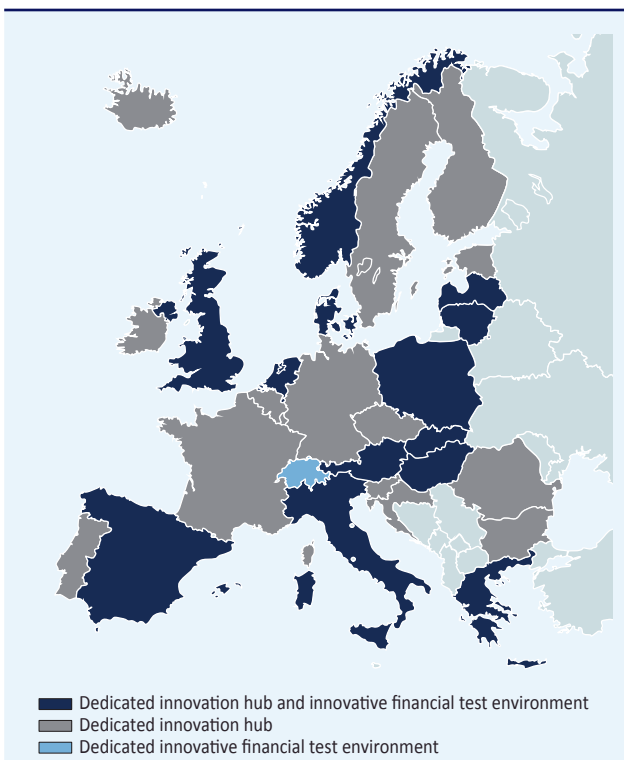 Dedicated innovation hub and innovative financial test environment
Dedicated innovation hub
Dedicated innovative financial test environment